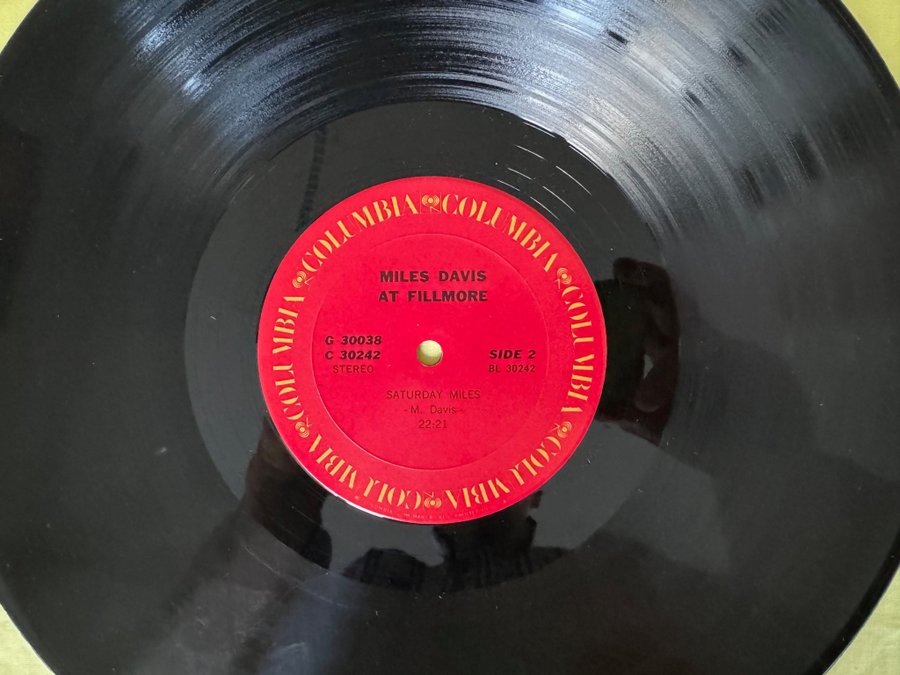 COLUMBIA COLUMBIA COLUMBIA COLUMBIA COLUMBIA COLUMBIA
MILES DAVIS
AT FILLMORE
G 30038
C 30242
STEREO
SIDE 2
BL 30242
SATURDAY MILES
- M. Davis -
22:21